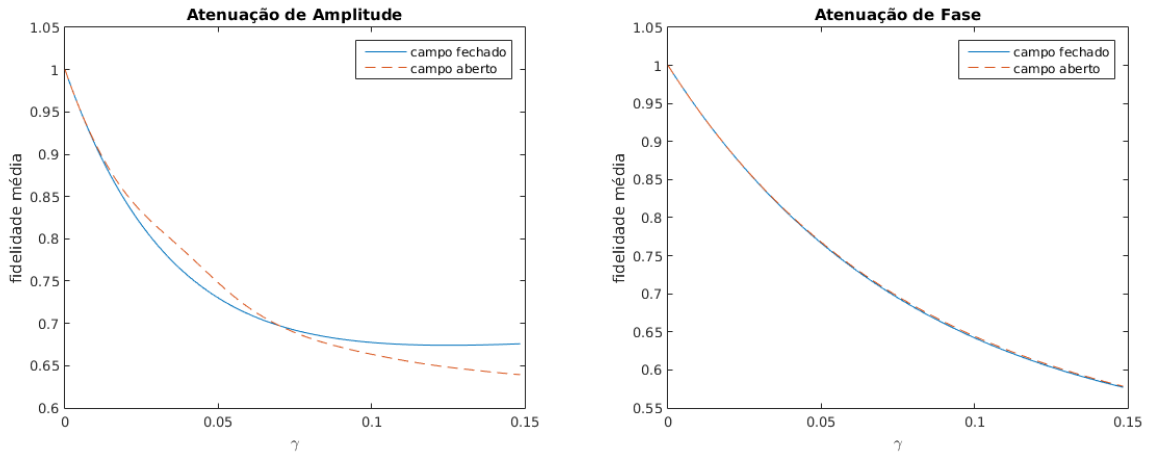 Atenuação de Amplitude
1.05
1
0.95
0.9
0.85
0.8
0.75
0.7
0.65
0.6
fidelidade média
campo fechado
campo aberto
0
0.05
0.1
0.15
γ
Atenuação de Fase
1.05
1
0.95
0.9
0.85
0.8
0.75
0.7
0.65
0.6
0.55
fidelidade média
campo fechado
campo aberto
0
0.05
0.1
0.15
γ